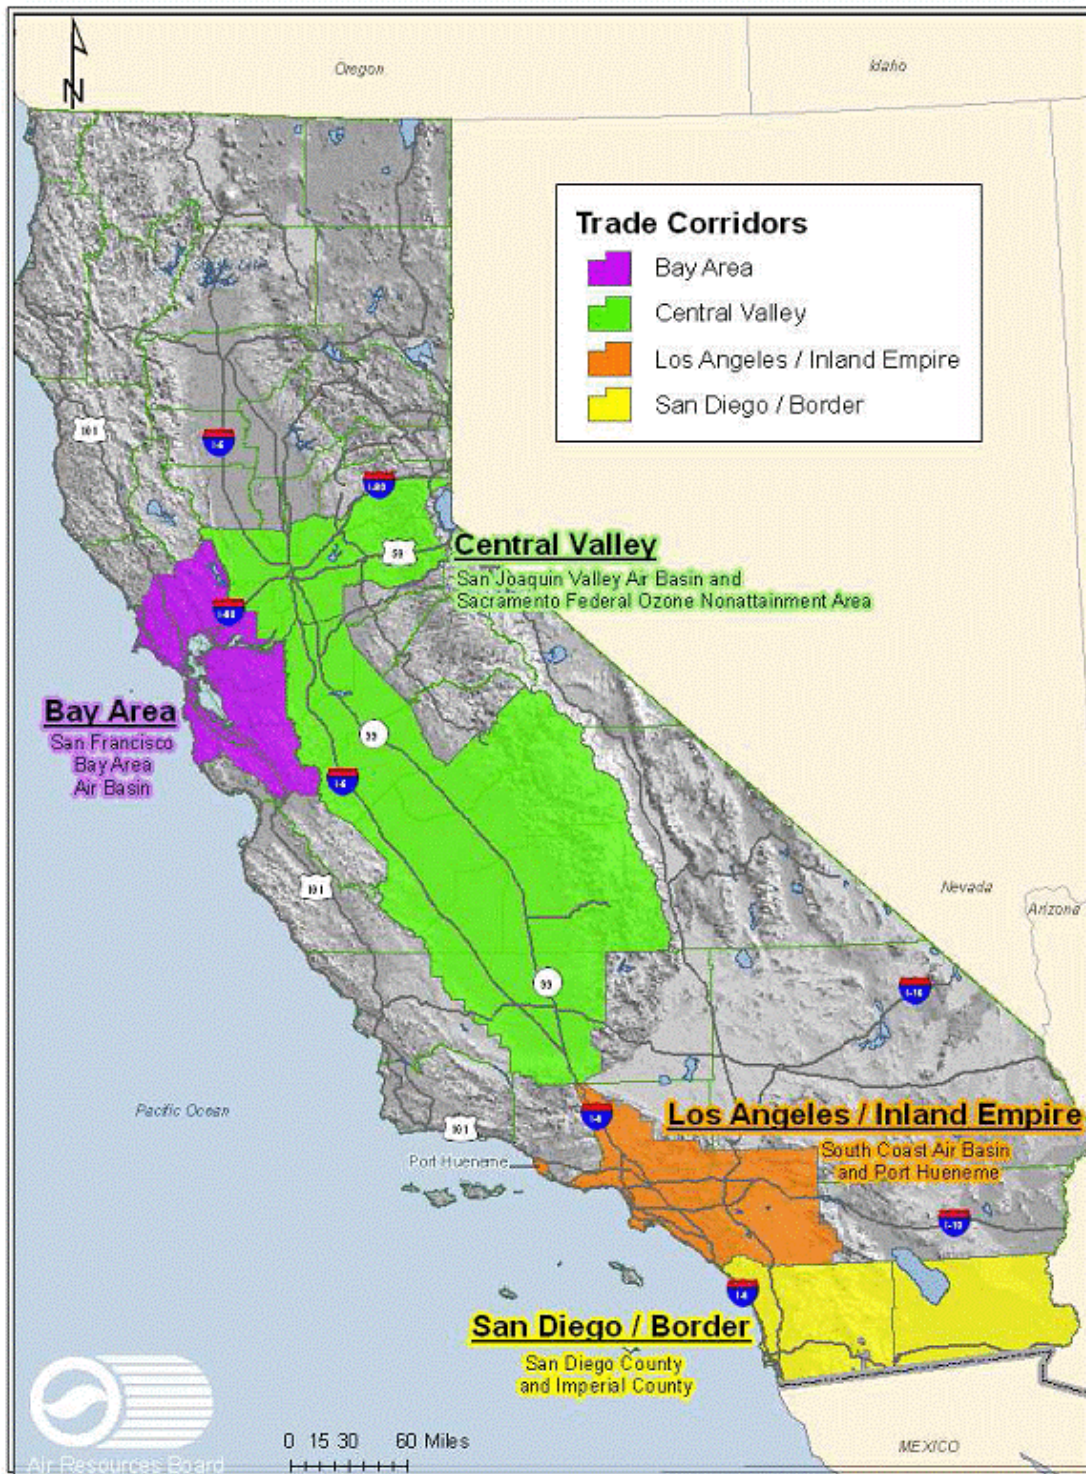 N
Oregon
Idaho
Trade Corridors
Bay Area
Central Valley
Los Angeles / Inland Empire
San Diego / Border
101
I-5
I-80
50
Central Valley
San Joaquin Valley Air Basin and
Sacramento Federal Ozone Nonattainment Area
I-80
Bay Area
San Francisco
Bay Area
Air Basin
99
I-5
101
Nevada
Arizona
99
Pacific Ocean
I-5
Los Angeles / Inland Empire
South Coast Air Basin
and Port Hueneme
101
Port Hueneme
I-10
San Diego / Border
San Diego County
and Imperial County
Air Resources Board
0 15 30 60 Miles
MEXICO